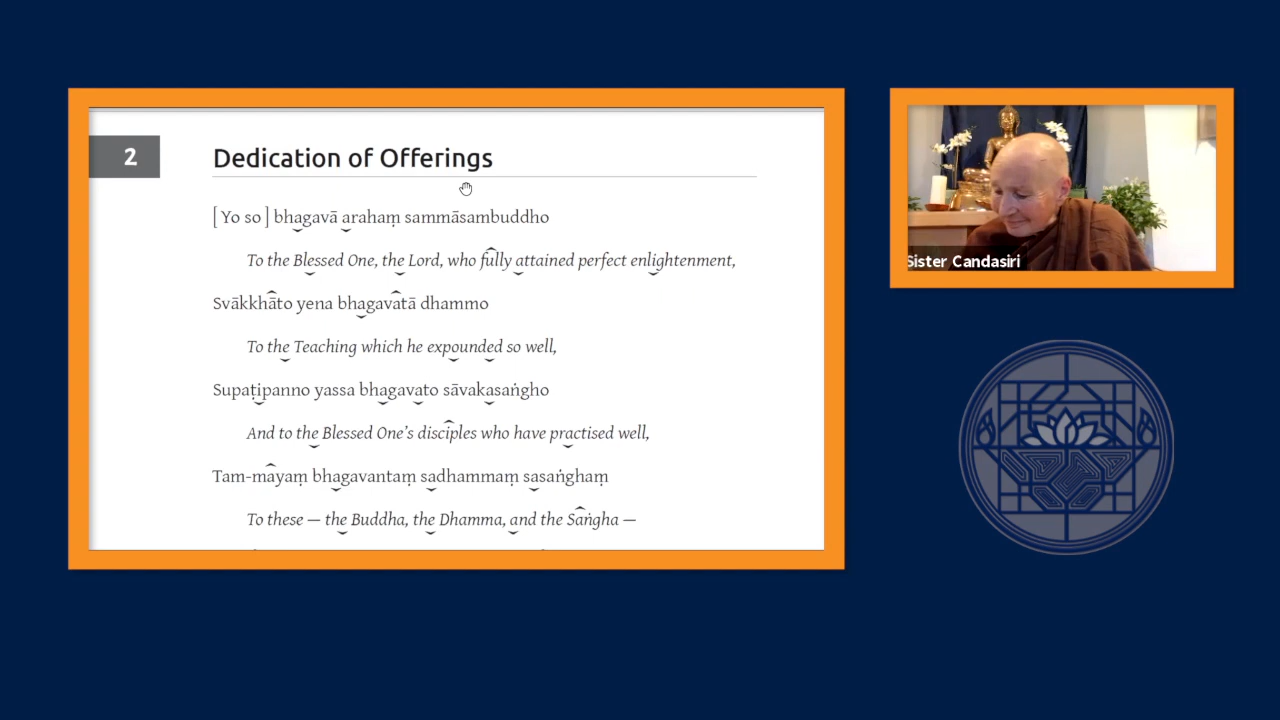 2
Dedication of Offerings
[ Yo so ] bhagavā arahaṃ sammāsambuddho
To the Blessed One, the Lord, who fully attained perfect enlightenment,
Svākkhāto yena bhagavatā dhammo
To the Teaching which he expounded so well,
Supaṭipanno yassa bhagavato sāvakasaṅgho
And to the Blessed One’s disciples who have practised well,
Tam-mayaṃ bhagavantaṃ sadhammaṃ sasaṅghaṃ
To these — the Buddha, the Dhamma, and the Saṅgha —
Sister Candasiri